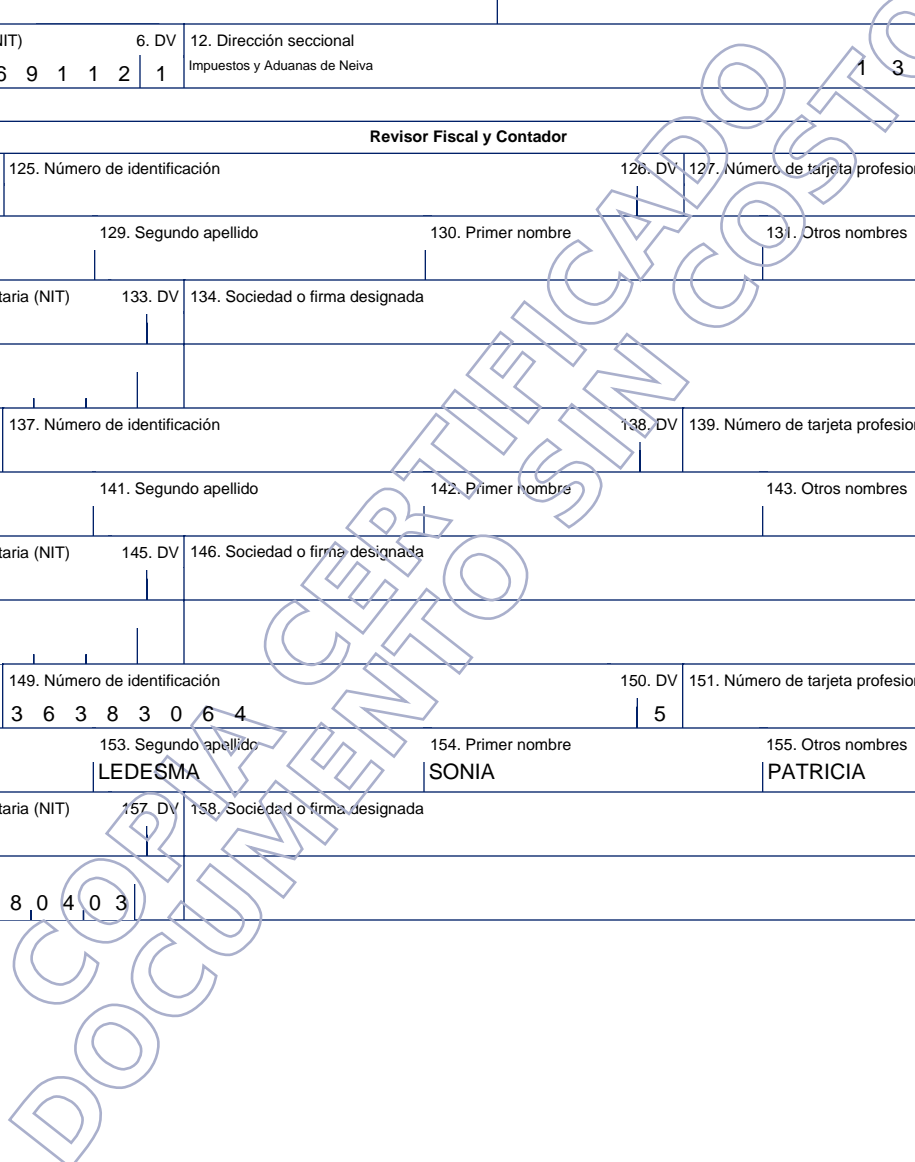 NIT) 6. DV 12. Dirección seccional
6 9 1 1 2 1 Impuestos y Aduanas de Neiva 1 3
Revisor Fiscal y Contador
125. Número de identificación 126. DV 127. Número de tarjeta profesion
129. Segundo apellido 130. Primer nombre 131. Otros nombres
taria (NIT) 133. DV 134. Sociedad o firma designada
137. Número de identificación 138. DV 139. Número de tarjeta profesion
141. Segundo apellido 142. Primer nombre 143. Otros nombres
taria (NIT) 145. DV 146. Sociedad o firma designada
149. Número de identificación 150. DV 151. Número de tarjeta profesion
3 6 3 8 3 0 6 4 5
153. Segundo apellido 154. Primer nombre 155. Otros nombres
LEDESMA SONIA PATRICIA
taria (NIT) 157. DV 158. Sociedad o firma designada
8 0 4 0 3
COPIA CERTIFICADO
DOCUMENTO SIN COSTO